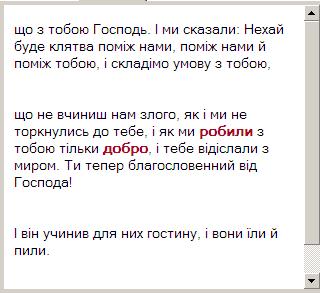 що з тобою Господь. І ми сказали: Нехай
буде клятва поміж нами, поміж нами й
поміж тобою, і складімо умову з тобою,
що не вчиниш нам злого, як і ми не
торкнулись до тебе, і як ми робили з
тобою тільки добро, і тебе відіслали з
миром. Ти тепер благословенний від
Господа!
І він учинив для них гостину, і вони їли й
пили.